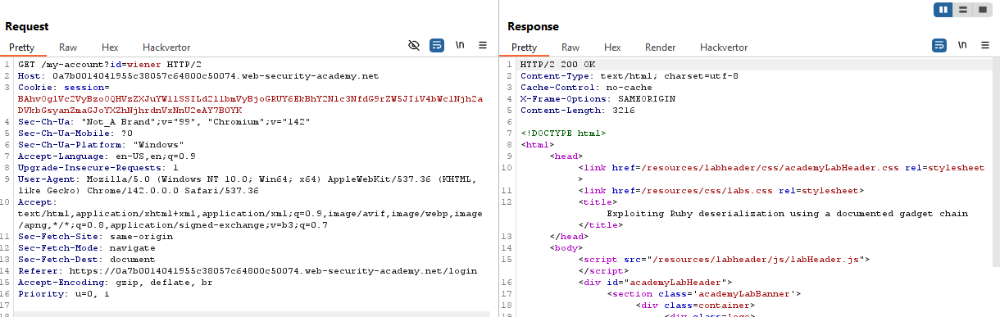 Request
Pretty Raw Hex Hackvertor \n
1 GET /my-account?id=wiener HTTP/2
2 Host: 0a7b0014041955c38057c64800c50074.web-security-academy.net
3 Cookie: session=
4 Sec-Ch-Ua: "Not_A Brand";v="99", "Chromium";v="142"
5 Sec-Ch-Ua-Mobile: ?0
6 Sec-Ch-Ua-Platform: "Windows"
7 Accept-Language: en-US,en;q=0.9
8 Upgrade-Insecure-Requests: 1
9 User-Agent: Mozilla/5.0 (Windows NT 10.0; Win64; x64) AppleWebKit/537.36 (KHTML,
like Gecko) Chrome/142.0.0.0 Safari/537.36
10 Accept:
text/html,application/xhtml+xml,application/xml;q=0.9,image/avif,image/webp,image
/apng,*/*;q=0.8,application/signed-exchange;v=b3;q=0.7
11 Sec-Fetch-Site: same-origin
12 Sec-Fetch-Mode: navigate
13 Sec-Fetch-Dest: document
14 Referer: https://0a7b0014041955c38057c64800c50074.web-security-academy.net/login
15 Accept-Encoding: gzip, deflate, br
16 Priority: u=0, i
17
Response
Pretty Raw Hex Render Hackvertor \n
1 HTTP/2 200 OK
2 Content-Type: text/html; charset=utf-8
3 Cache-Control: no-cache
4 X-Frame-Options: SAMEORIGIN
5 Content-Length: 3216
6
7 <!DOCTYPE html>
8 <html>
9 <head>
10 <link href=/resources/labheader/css/academyLabHeader.css rel=stylesheet
>
11 <link href=/resources/css/labs.css rel=stylesheet>
12 <title>
Exploiting Ruby deserialization using a documented gadget chain
</title>
13 </head>
14 <body>
15 <script src="/resources/labheader/js/labHeader.js">
</script>
16 <div id="academyLabHeader">
17 <section class='academyLabBanner'>
18 <div class=container>
19 <div class=logo>